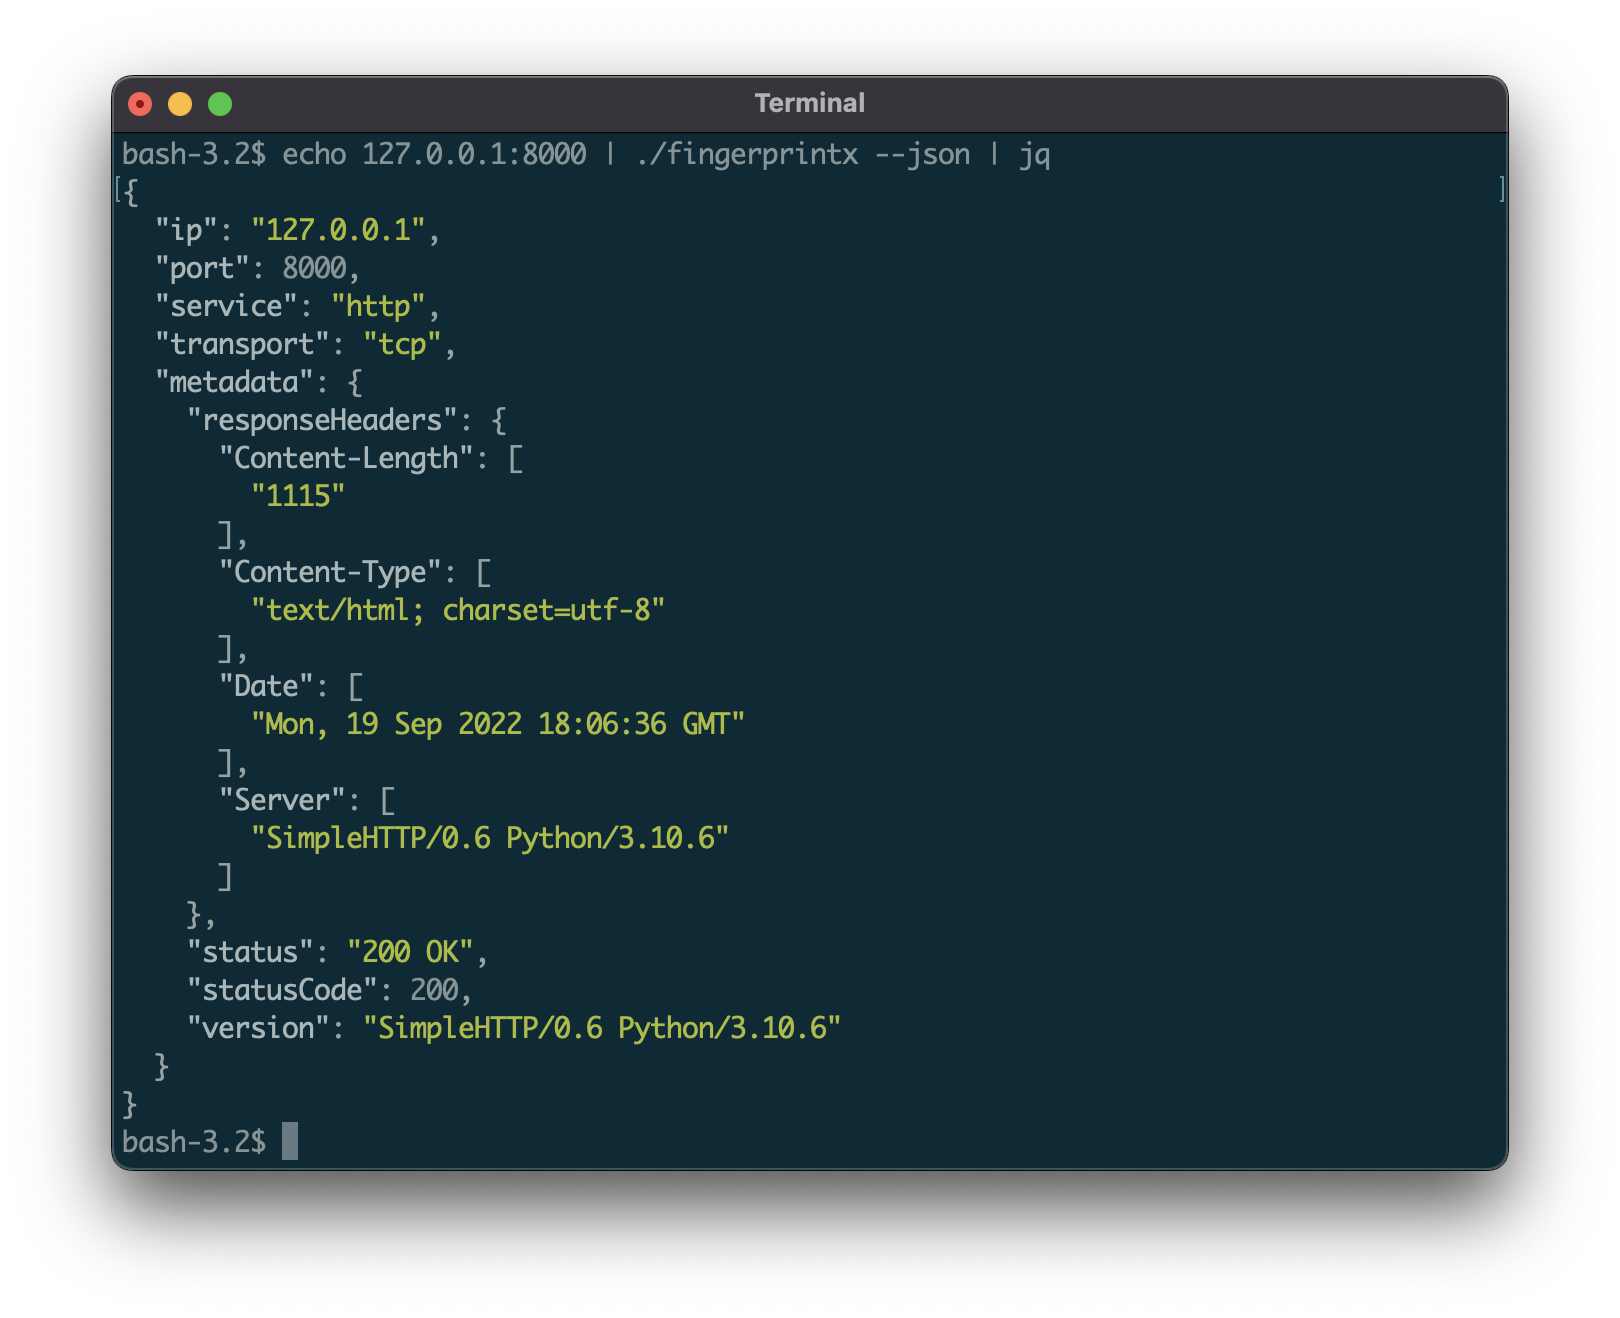 Terminal
bash-3.2$ echo 127.0.0.1:8000 | ./fingerprintx --json | jq
{
  "ip": "127.0.0.1",
  "port": 8000,
  "service": "http",
  "transport": "tcp",
  "metadata": {
    "responseHeaders": {
      "Content-Length": [
        "1115"
      ],
      "Content-Type": [
        "text/html; charset=utf-8"
      ],
      "Date": [
        "Mon, 19 Sep 2022 18:06:36 GMT"
      ],
      "Server": [
        "SimpleHTTP/0.6 Python/3.10.6"
      ]
    },
    "status": "200 OK",
    "statusCode": 200,
    "version": "SimpleHTTP/0.6 Python/3.10.6"
  }
}
bash-3.2$